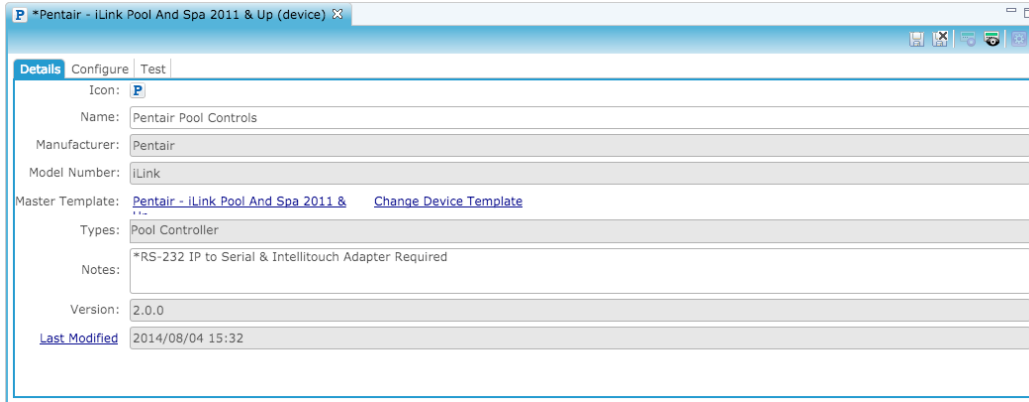 P *Pentair - iLink Pool And Spa 2011 & Up (device)
Details Configure Test
Icon: P
Name: Pentair Pool Controls
Manufacturer: Pentair
Model Number: iLink
Master Template: Pentair - iLink Pool And Spa 2011 & Change Device Template
Types: Pool Controller
Notes: *RS-232 IP to Serial & Intellitouch Adapter Required
Version: 2.0.0
Last Modified 2014/08/04 15:32